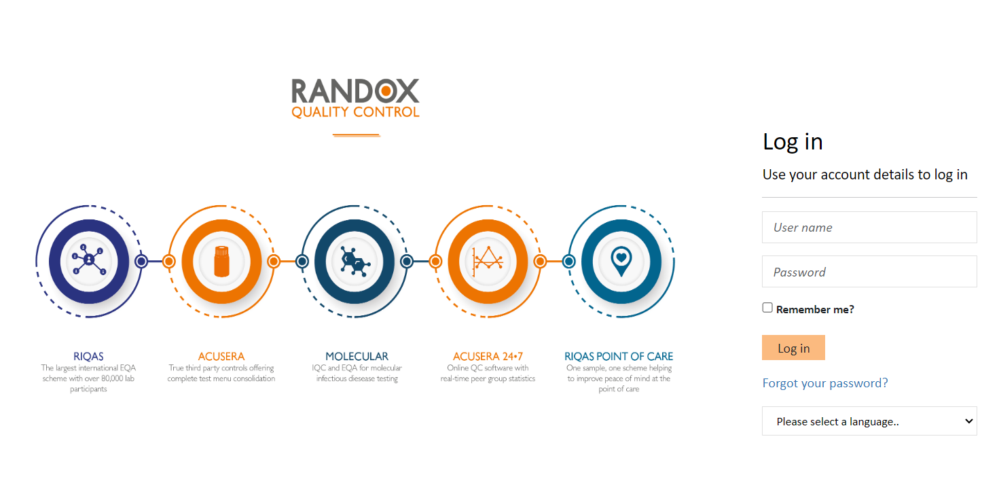 RANDOX
QUALITY CONTROL
RIQAS
The largest international EQA
scheme with over 80,000 lab
participants
ACUSERA
True third party controls offering
complete test menu consolidation
MOLECULAR
IQC and EQA for molecular
infectious diesease testing
ACUSERA 24•7
Online QC software with
real-time peer group statistics
RIQAS POINT OF CARE
One sample, one scheme helping
to improve peace of mind at the
point of care
Log in
Use your account details to log in
User name
Password
Remember me?
Log in
Forgot your password?
Please select a language..